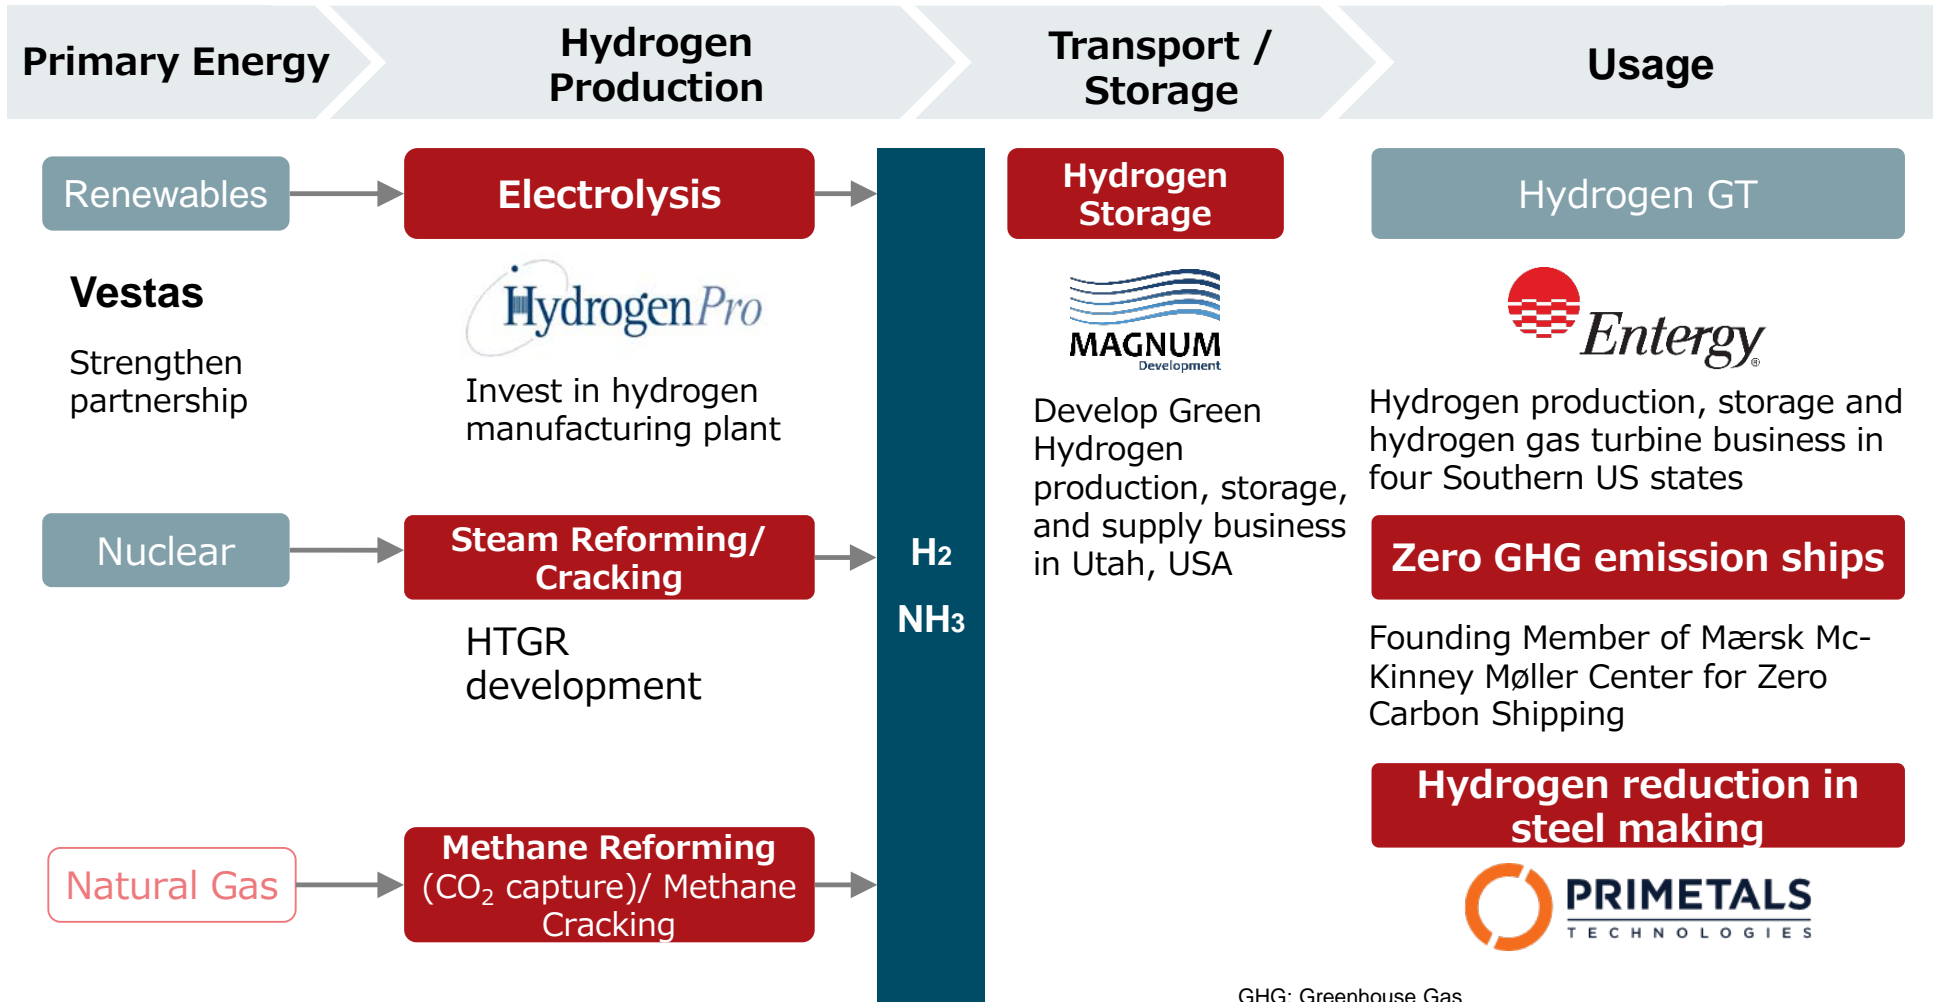 Primary Energy
Hydrogen
Production
Transport /
Storage
Usage
Renewables
Electrolysis
Hydrogen
Storage
Hydrogen GT
Vestas
Strengthen
partnership
HydrogenPro
Invest in hydrogen
manufacturing plant
MAGNUM
Development
Develop Green
Hydrogen
production, storage,
and supply business
in Utah, USA
Entergy®
Hydrogen production, storage and
hydrogen gas turbine business in
four Southern US states
Nuclear
Steam Reforming/
Cracking
HTGR
development
H2
NH3
Zero GHG emission ships
Founding Member of Mærsk Mc-
Kinney Møller Center for Zero
Carbon Shipping
Hydrogen reduction in
steel making
PRIMETALS
TECHNOLOGIES
Natural Gas
Methane Reforming
(CO₂ capture)/ Methane
Cracking
GHG: Greenhouse Gas